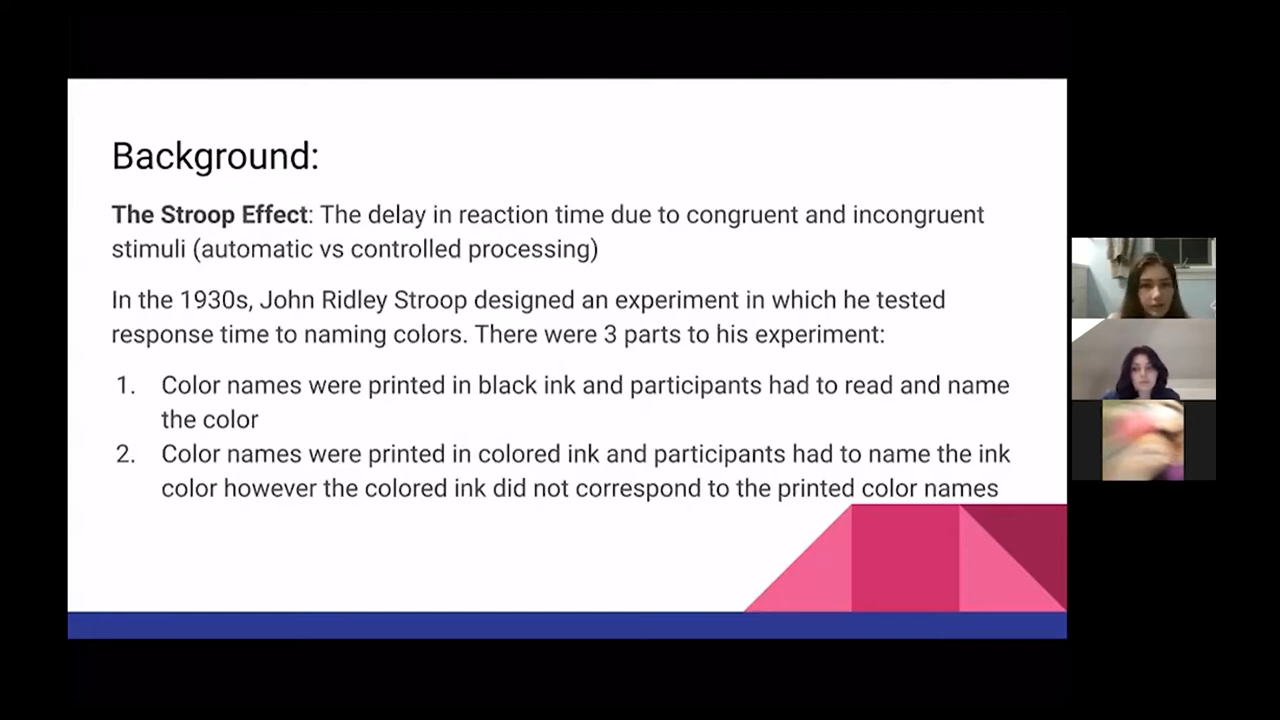 Background:
The Stroop Effect: The delay in reaction time due to congruent and incongruent
stimuli (automatic vs controlled processing)
In the 1930s, John Ridley Stroop designed an experiment in which he tested
response time to naming colors. There were 3 parts to his experiment:
1. Color names were printed in black ink and participants had to read and name
the color
2. Color names were printed in colored ink and participants had to name the ink
color however the colored ink did not correspond to the printed color names